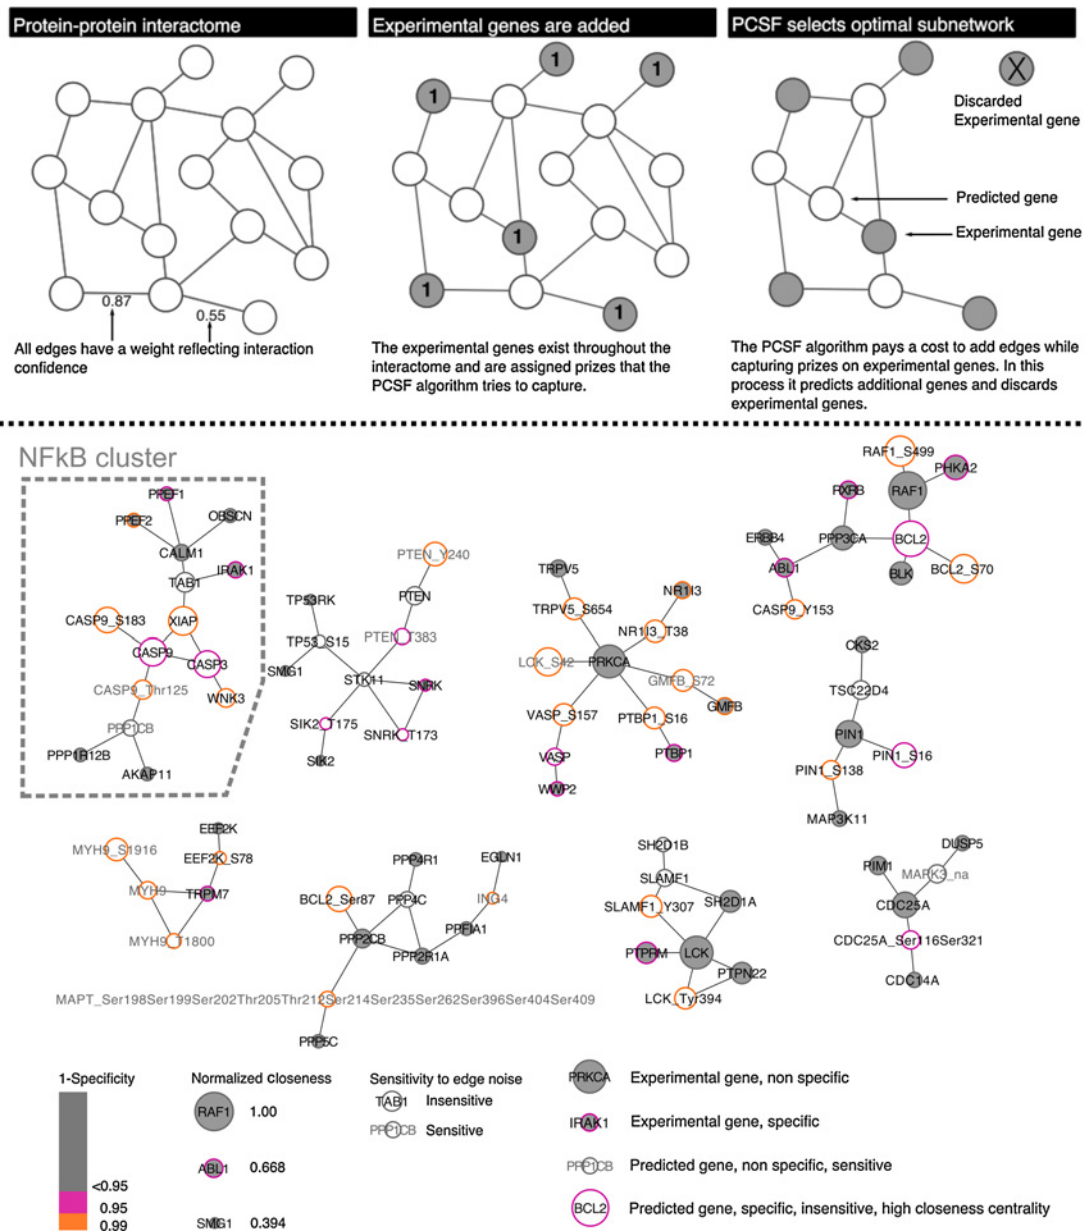 Protein-protein interactome
Experimental genes are added
PCSF selects optimal subnetwork
1
1
1
1
1
1
X
Discarded
Experimental gene
Predicted gene
Experimental gene
0.87
0.55
All edges have a weight reflecting interaction
confidence
The experimental genes exist throughout the
interactome and are assigned prizes that the
PCSF algorithm tries to capture.
The PCSF algorithm pays a cost to add edges while
capturing prizes on experimental genes. In this
process it predicts additional genes and discards
experimental genes.
NFkB cluster
PPEF1
PPEF2
OBSCN
CALM1
TAB1
IRAK1
CASP9_S183
XIAP
CASP9
CASP3
CASP9_Thr125
WNK3
PPP1CB
PPP1R12B
AKAP11
PTEN_Y240
TP53RK
PTEN
TP53_S15
PTEN_T383
SMG1
STK11
SNRK
SIK2_T175
SNRK_T173
SIK2
TRPV5
NR1I3
TRPV5_S654
NR1I3_T38
LCK_S42
PRKCA
GMFB_S72
VASP_S157
PTBP1_S16
GMFB
VASP
PTBP1
WWP2
RAF1_S499
PHKA2
RXRB
RAF1
ERBB4
PPP3CA
BCL2
ABL1
BLK
BCL2_S70
CASP9_Y153
CKS2
TSC22D4
PIN1
PIN1_S16
PIN1_S138
MAP3K11
EEF2K
MYH9_S1916
EEF2K_S78
MYH9
TRPM7
MYH9_T1800
PPP4R1
EGLN1
BCL2_Ser87
PPP4C
ING4
PPP2CB
PPFIA1
PPP2R1A
MAPT_Ser198Ser199Ser202Thr205Thr212Ser214Ser235Ser262Ser396Ser404Ser409
PPP5C
SH2D1B
SLAMF1
SLAMF1_Y307
SH2D1A
PTPRM
LCK
PTPN22
LCK_Tyr394
DUSP5
PIM1
MARK3_na
CDC25A
CDC25A_Ser116Ser321
CDC14A
1-Specificity
<0.95
0.95
0.99
Normalized closeness
RAF1 1.00
ABL1 0.668
SMG1 0.394
Sensitivity to edge noise
TAB1 Insensitive
PPP1CB Sensitive
PRKCA Experimental gene, non specific
IRAK1 Experimental gene, specific
PPP1CB Predicted gene, non specific, sensitive
BCL2 Predicted gene, specific, insensitive, high closeness centrality